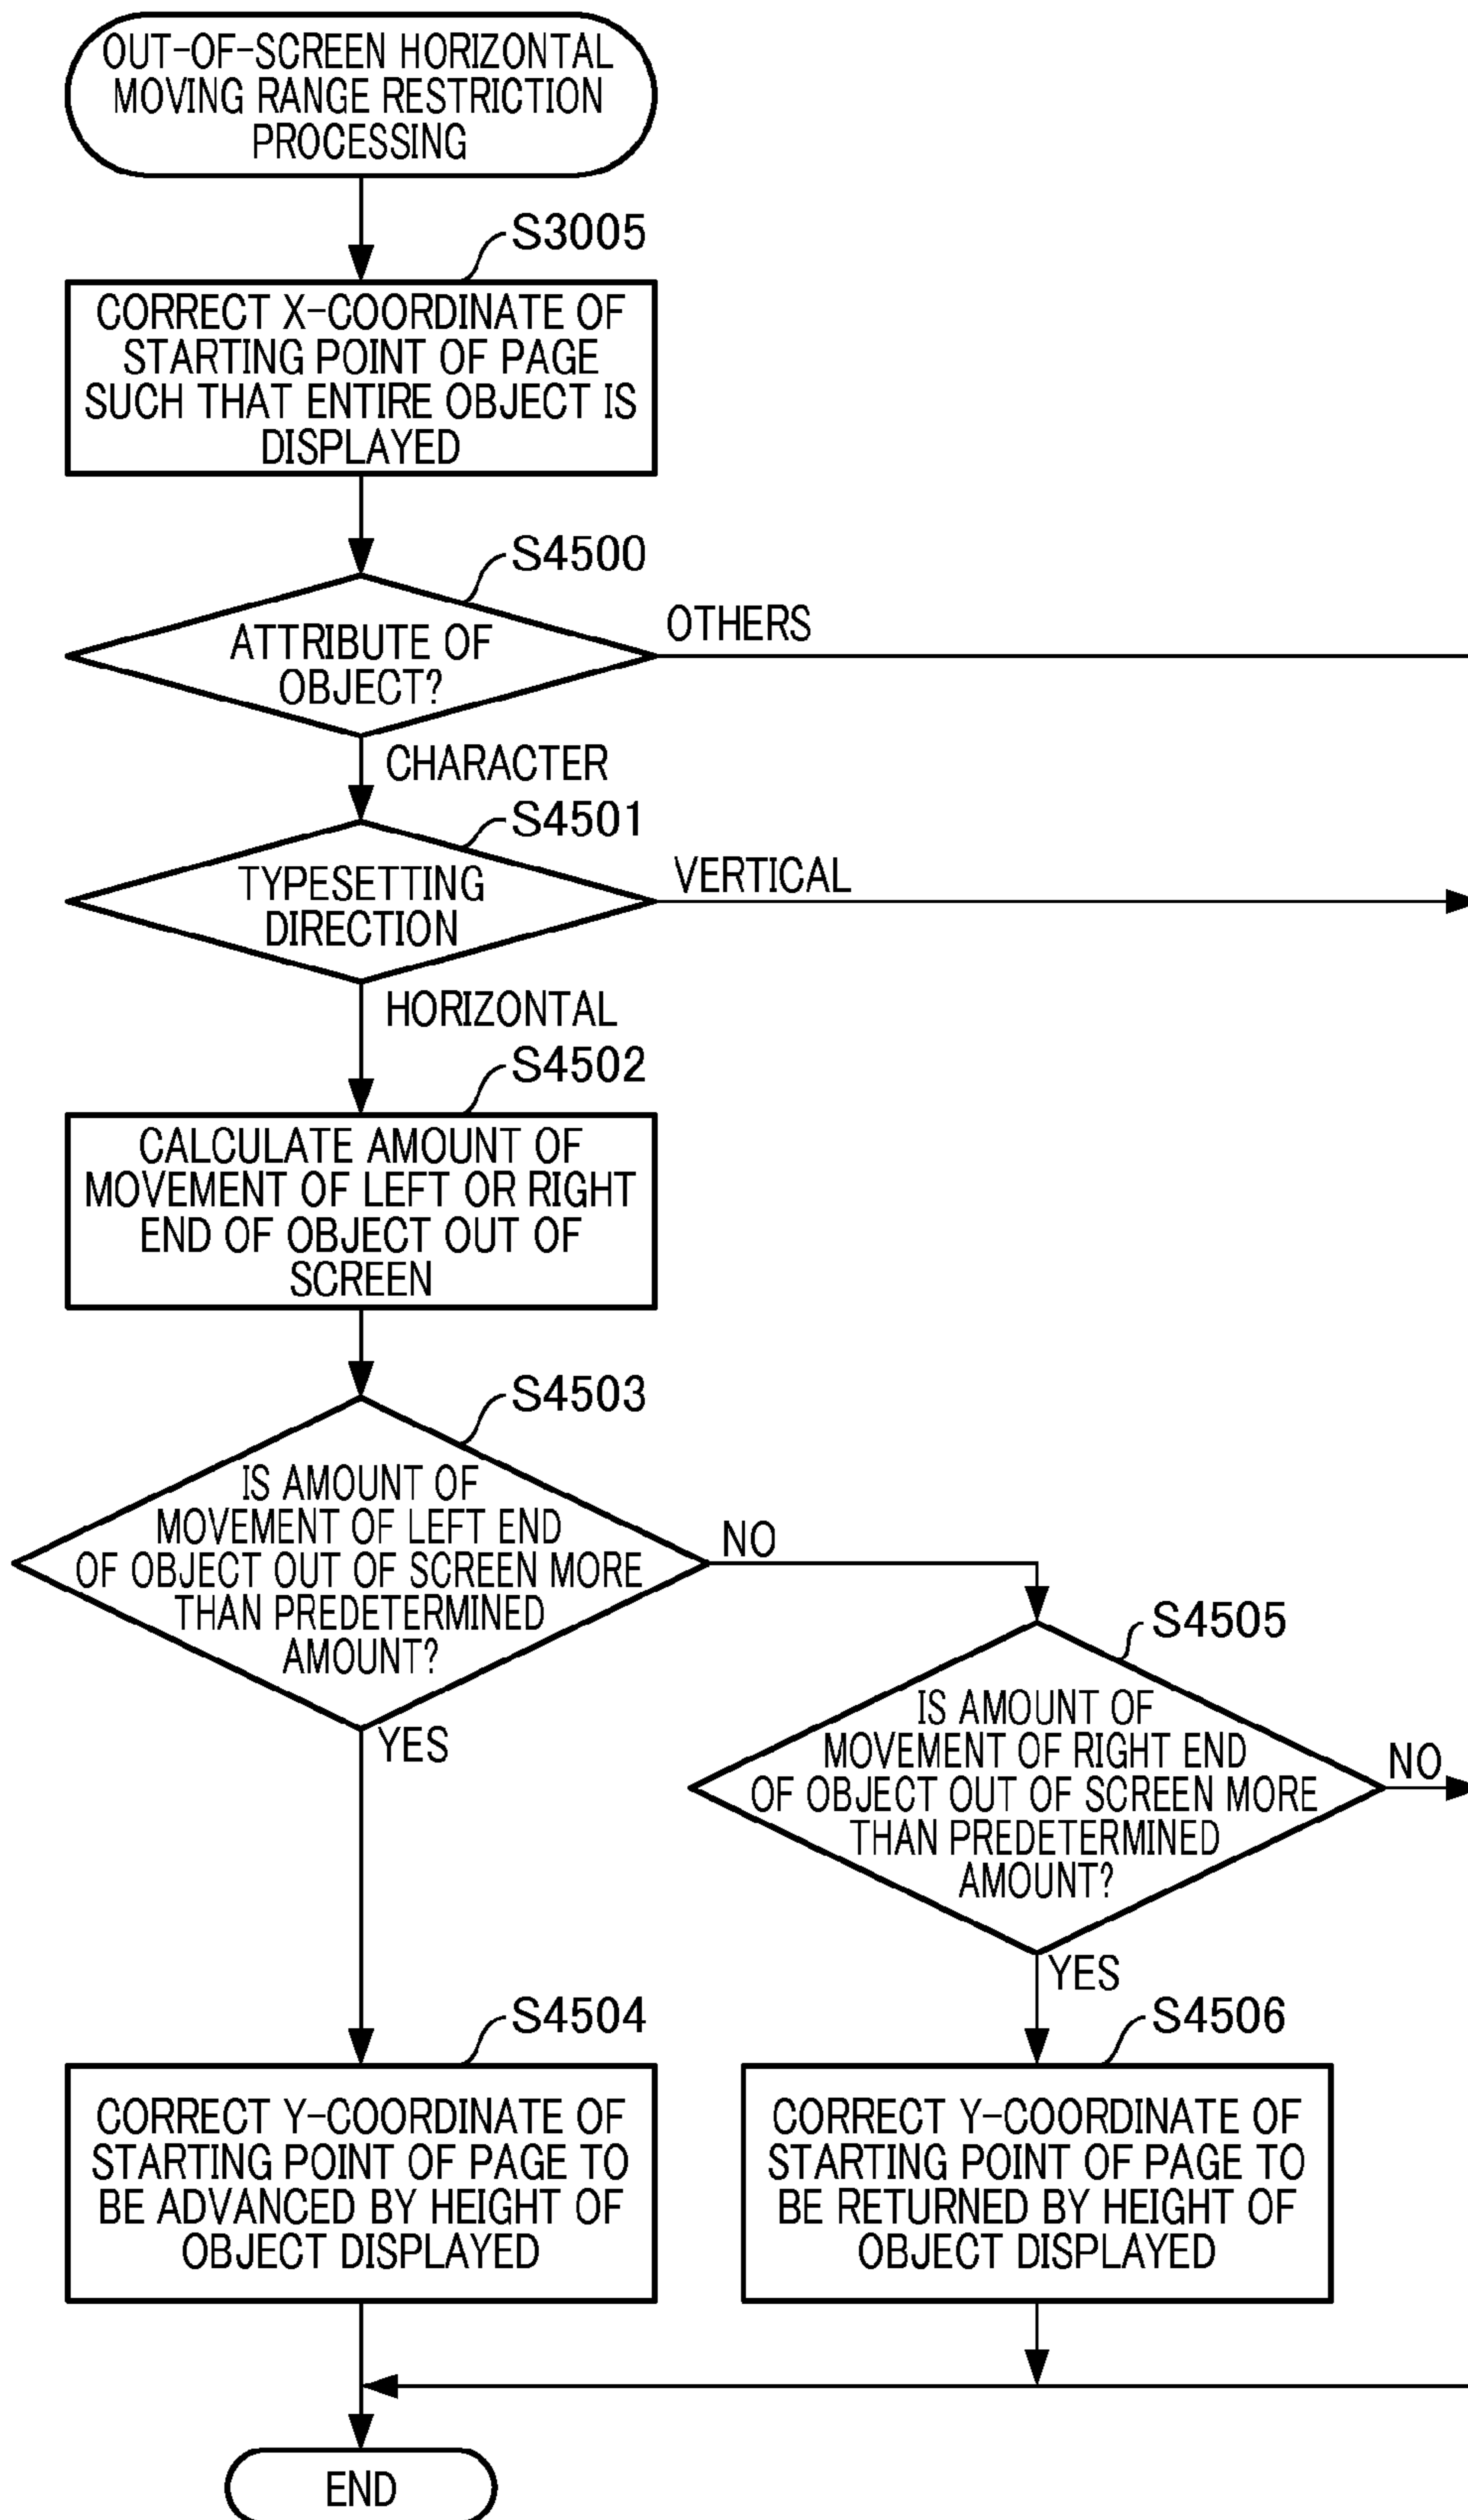 OUT-OF-SCREEN HORIZONTAL
MOVING RANGE RESTRICTION
PROCESSING
S3005
CORRECT X-COORDINATE OF
STARTING POINT OF PAGE
SUCH THAT ENTIRE OBJECT IS
DISPLAYED
S4500
ATTRIBUTE OF
OBJECT?
OTHERS
CHARACTER
S4501
TYPESETTING
DIRECTION
VERTICAL
HORIZONTAL
S4502
CALCULATE AMOUNT OF
MOVEMENT OF LEFT OR RIGHT
END OF OBJECT OUT OF
SCREEN
S4503
IS AMOUNT OF
MOVEMENT OF LEFT END
OF OBJECT OUT OF SCREEN MORE
THAN PREDETERMINED
AMOUNT?
NO
YES
S4505
IS AMOUNT OF
MOVEMENT OF RIGHT END
OF OBJECT OUT OF SCREEN MORE
THAN PREDETERMINED
AMOUNT?
NO
YES
S4504
CORRECT Y-COORDINATE OF
STARTING POINT OF PAGE TO
BE ADVANCED BY HEIGHT OF
OBJECT DISPLAYED
S4506
CORRECT Y-COORDINATE OF
STARTING POINT OF PAGE TO
BE RETURNED BY HEIGHT OF
OBJECT DISPLAYED
END